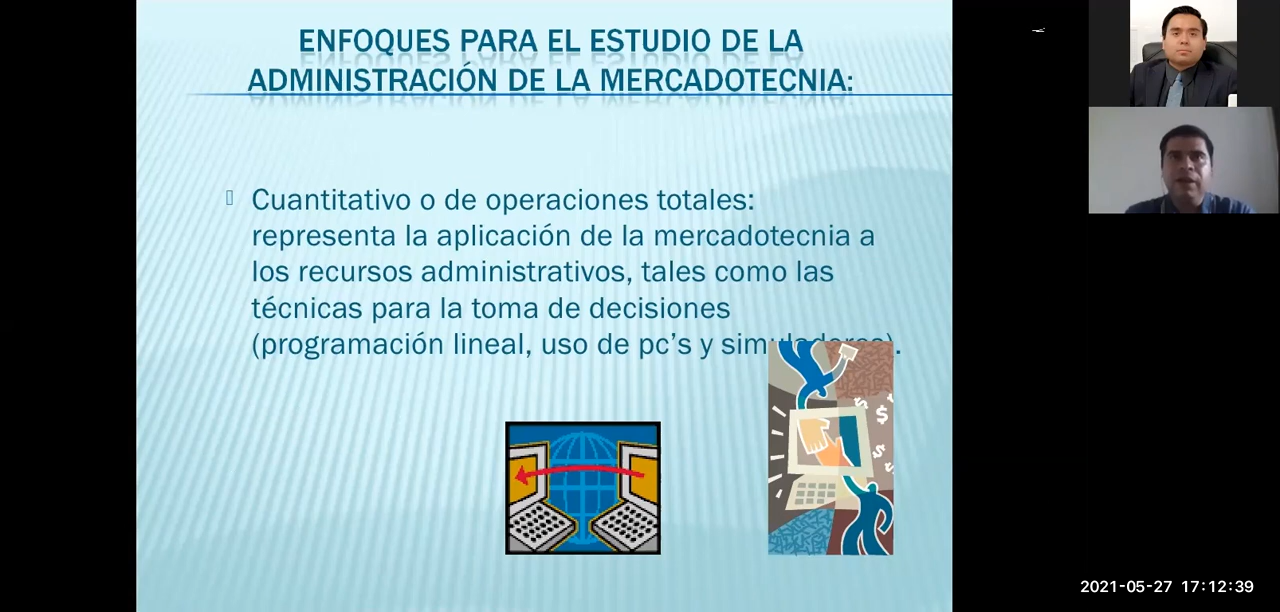 ENFOQUES PARA EL ESTUDIO DE LA
ADMINISTRACIÓN DE LA MERCADOTECNIA:
Cuantitativo o de operaciones totales:
representa la aplicación de la mercadotecnia a
los recursos administrativos, tales como las
técnicas para la toma de decisiones
(programación lineal, uso de pc’s y simuladores).
2021-05-27 17:12:39